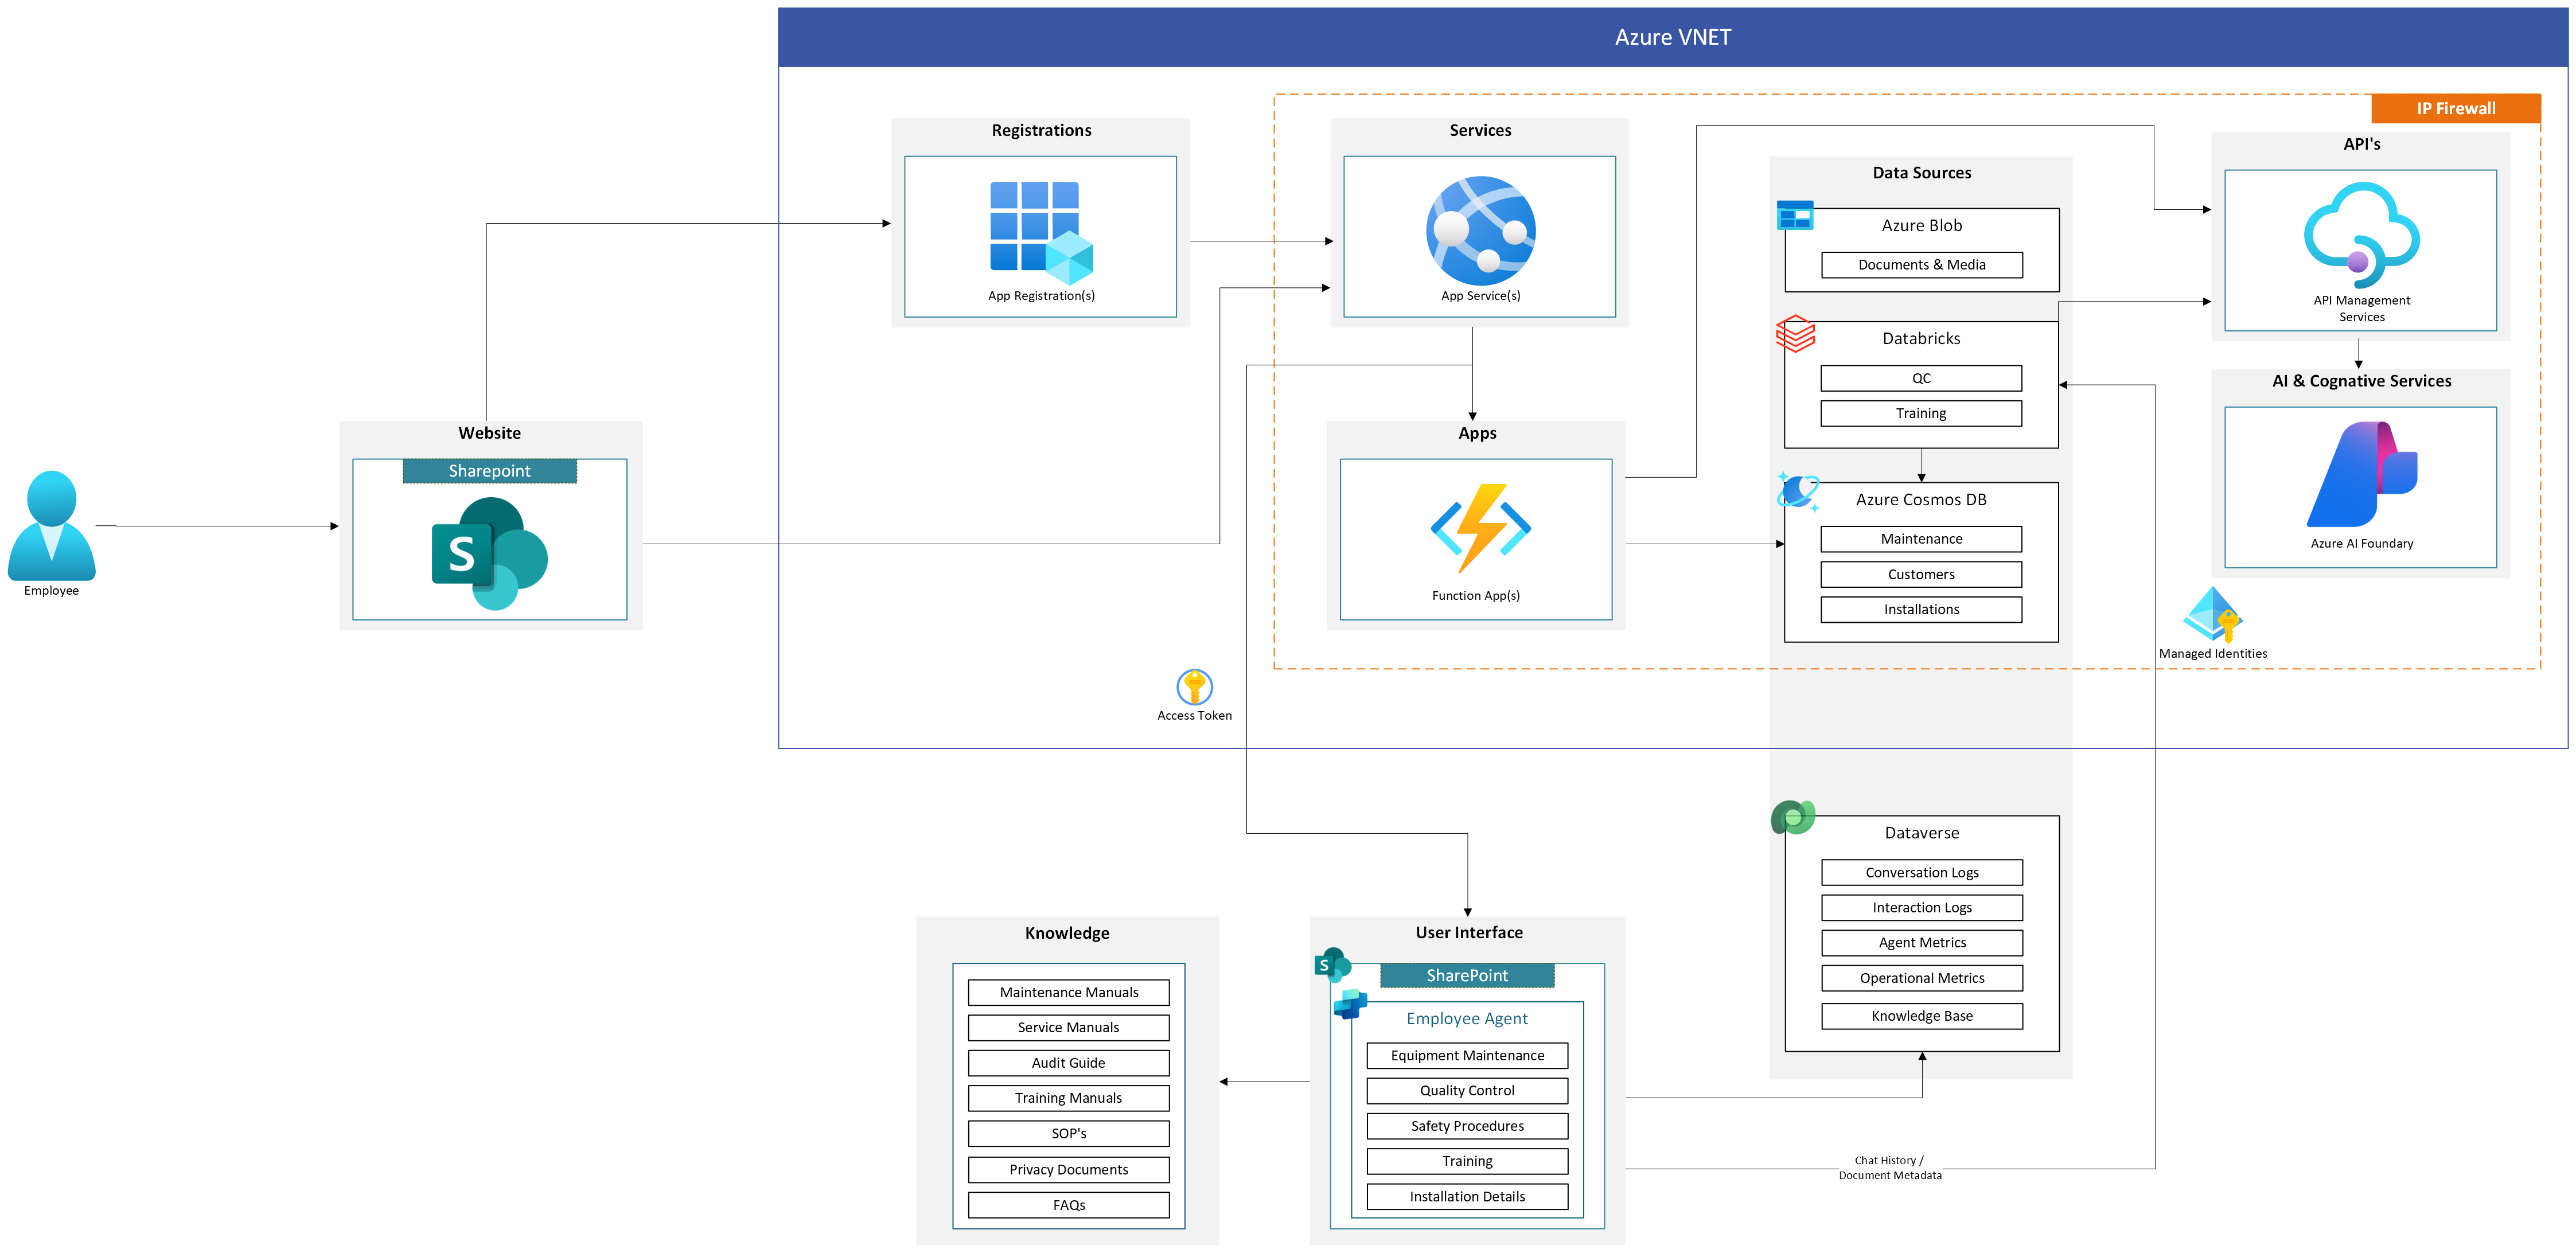 Azure VNET
IP Firewall
Registrations
App Registration(s)
Services
App Service(s)
Data Sources
Azure Blob
Documents & Media
Databricks
QC
Training
Azure Cosmos DB
Maintenance
Customers
Installations
API's
API Management
Services
AI & Cognative Services
Azure AI Foundary
Managed Identities
Website
Sharepoint
S
Employee
Apps
Function App(s)
Access Token
Dataverse
Conversation Logs
Interaction Logs
Agent Metrics
Operational Metrics
Knowledge Base
Knowledge
Maintenance Manuals
Service Manuals
Audit Guide
Training Manuals
SOP's
Privacy Documents
FAQs
User Interface
S
SharePoint
Employee Agent
Equipment Maintenance
Quality Control
Safety Procedures
Training
Installation Details
Chat History /
Document Metadata